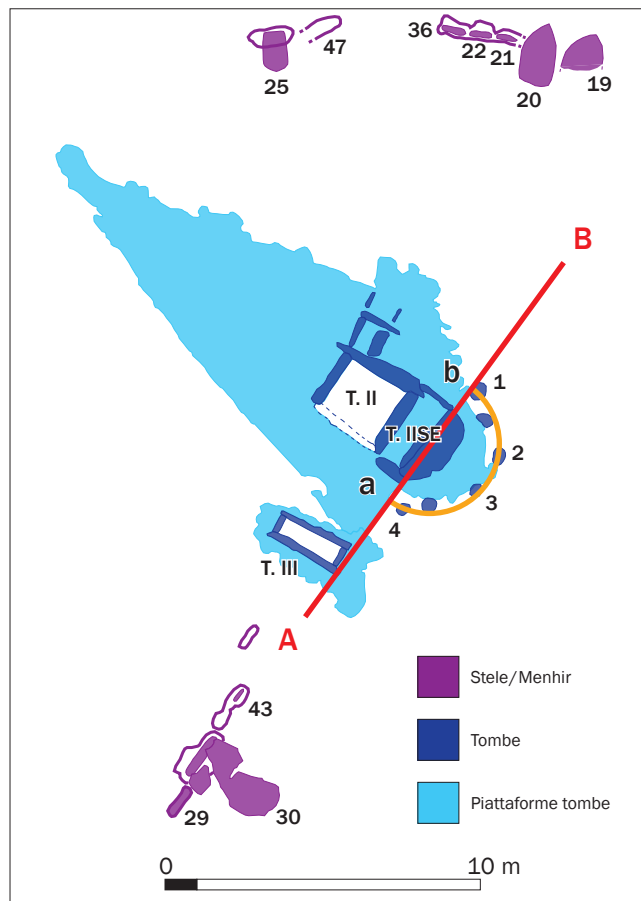 36
47
22
21
25
19
20
B
b
1
T. II
T. IISE
2
a
3
4
T. III
A
Stele/Menhir
43
Tombe
29
30
Piattaforme tombe
0
10 m